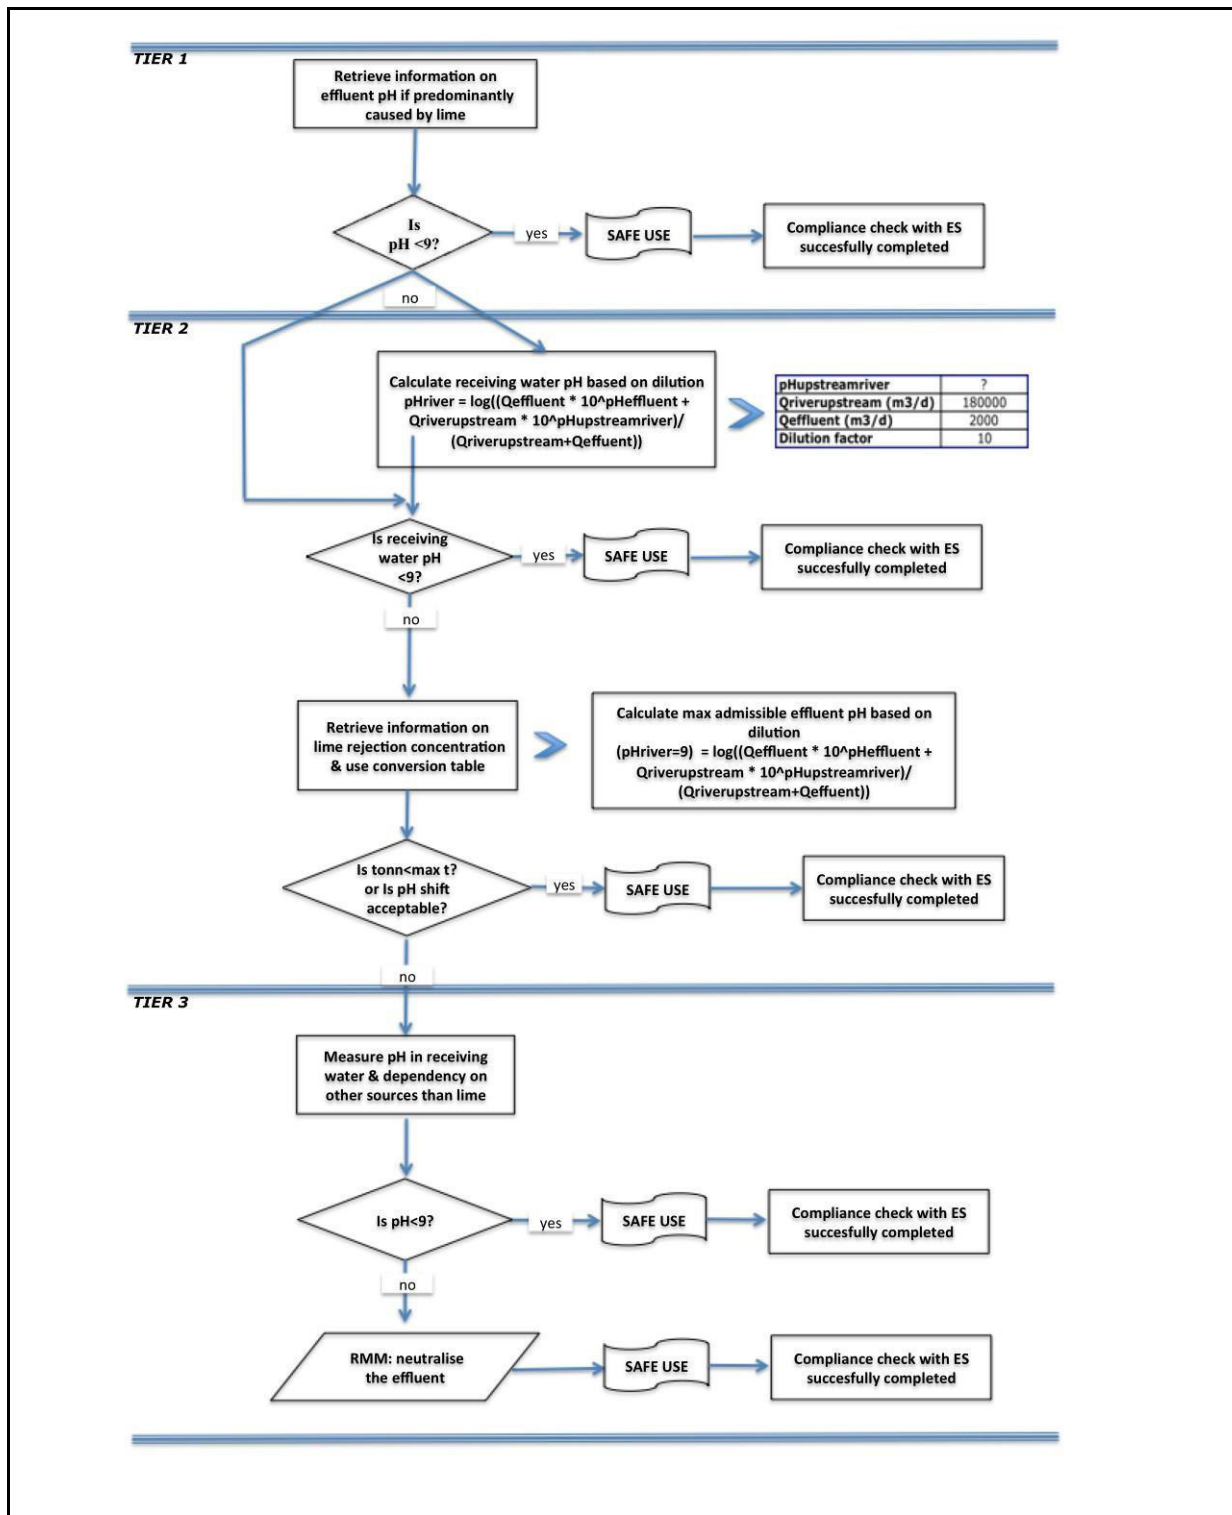 TIER 1
Retrieve information on
effluent pH if predominantly
caused by lime
Is
pH <9?
yes
SAFE USE
Compliance check with ES
succesfully completed
no
TIER 2
Calculate receiving water pH based on dilution
pHriver = log((Qeffluent * 10^pHeffluent +
Qriverupstream * 10^pHupstreamriver)/
(Qriverupstream+Qeffuent))
pHupstreamriver ?
Qriverupstream (m3/d) 180000
Qeffluent (m3/d) 2000
Dilution factor 10
Is receiving
water pH
<9?
yes
SAFE USE
Compliance check with ES
succesfully completed
no
Retrieve information on
lime rejection concentration
& use conversion table
Calculate max admissible effluent pH based on
dilution
(pHriver=9) = log((Qeffluent * 10^pHeffluent +
Qriverupstream * 10^pHupstreamriver)/
(Qriverupstream+Qeffuent))
Is tonn<max t?
or Is pH shift
acceptable?
yes
SAFE USE
Compliance check with ES
succesfully completed
no
TIER 3
Measure pH in receiving
water & dependency on
other sources than lime
Is pH<9?
yes
SAFE USE
Compliance check with ES
succesfully completed
no
RMM: neutralise
the effluent
SAFE USE
Compliance check with ES
succesfully completed